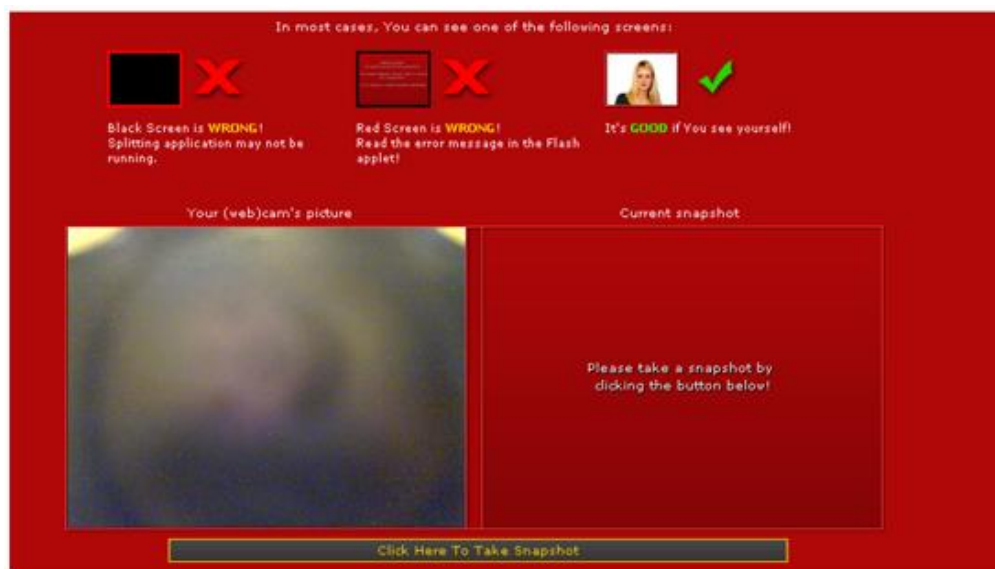 In most cases, You can see one of the following screens:
Black Screen is WRONG!
Splitting application may not be
running.
Red Screen is WRONG!
Read the error message in the Flash
applet!
It's GOOD if You see yourself!
Your (web)cam's picture
Current snapshot
Please take a snapshot by
clicking the button below!
Click Here To Take Snapshot